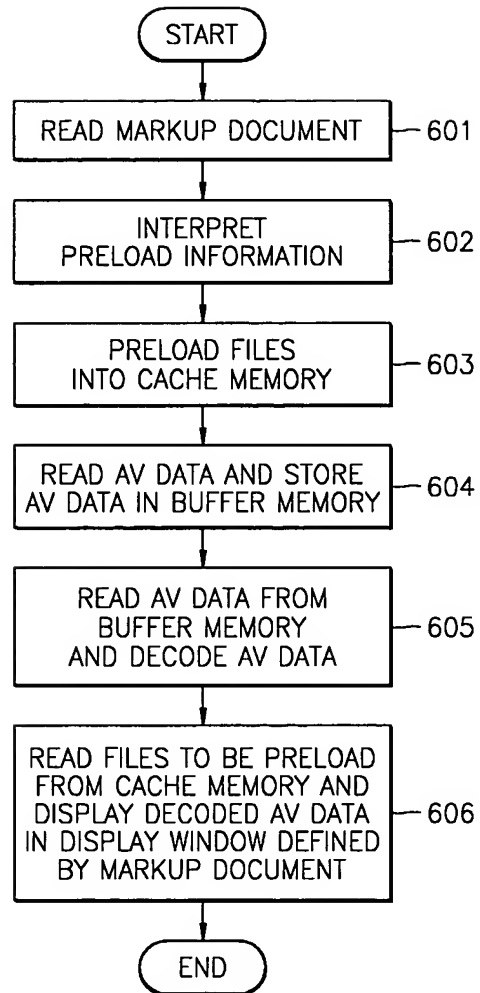 START
READ MARKUP DOCUMENT
601
INTERPRET
PRELOAD INFORMATION
602
PRELOAD FILES
INTO CACHE MEMORY
603
READ AV DATA AND STORE
AV DATA IN BUFFER MEMORY
604
READ AV DATA FROM
BUFFER MEMORY
AND DECODE AV DATA
605
READ FILES TO BE PRELOAD
FROM CACHE MEMORY AND
DISPLAY DECODED AV DATA
IN DISPLAY WINDOW DEFINED
BY MARKUP DOCUMENT
606
END